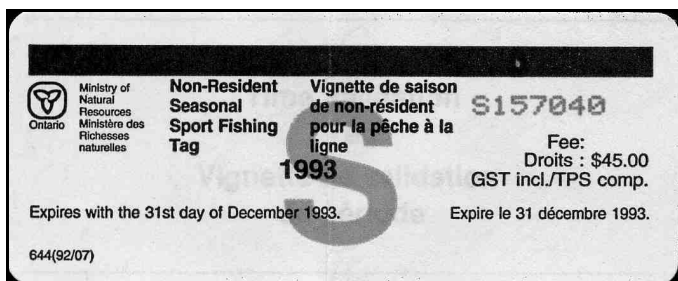 Ontario
Ministry of
Natural
Resources
Ministère des
Richesses
naturelles
Non-Resident
Seasonal
Sport Fishing
Tag
Vignette de saison
de non-résident
pour la pêche à la
ligne
1993
S157040
Fee:
Droits : $45.00
GST incl./TPS comp.
S
Expires with the 31st day of December 1993.
Expire le 31 décembre 1993.
644(92/07)